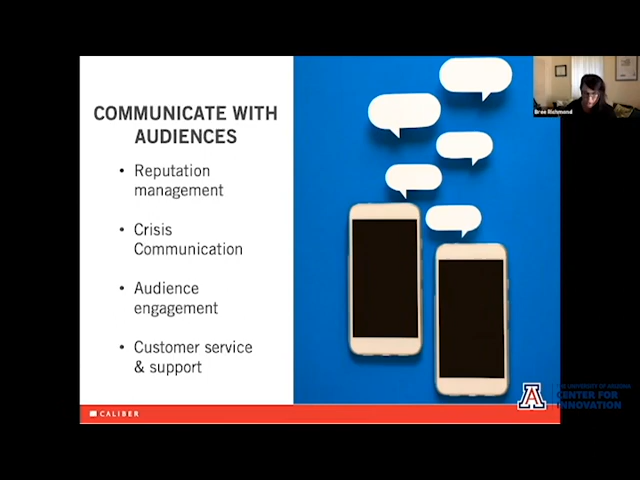 COMMUNICATE WITH
AUDIENCES
• Reputation
management
• Crisis
Communication
• Audience
engagement
• Customer service
& support
CALIBER
Bree Richmond
A
THE UNIVERSITY OF ARIZONA
CENTER FOR
INNOVATION